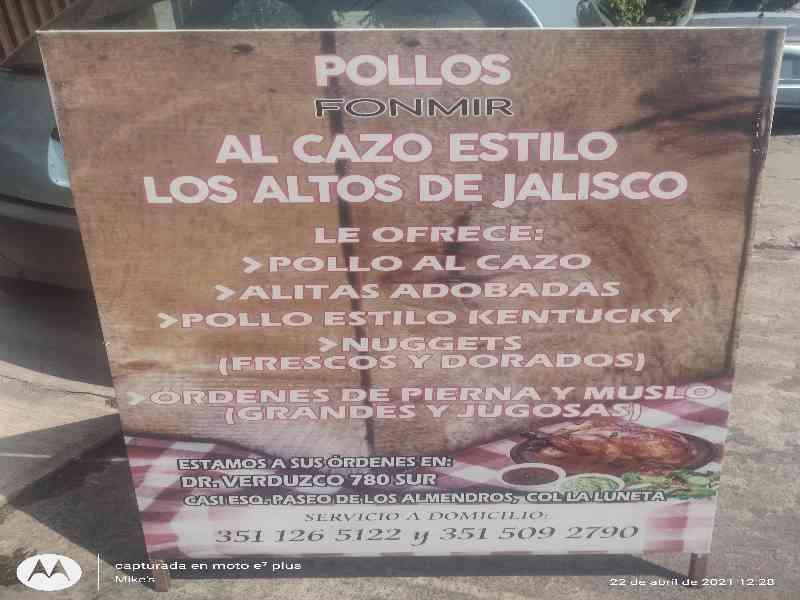 POLLOS
FONMIR
AL CAZO ESTILO
LOS ALTOS DE JALISCO
LE OFRECE:
>POLLO AL CAZO
>ALITAS ADOBADAS
>POLLO ESTILO KENTUCKY
>NUGGETS
(FRESCOS Y DORADOS)
>ÓRDENES DE PIERNA Y MUSLO
(GRANDES Y JUGOSAS)
ESTAMOS A SUS ÓRDENES EN:
DR. VERDUZCO 780 SUR
CASI ESQ. PASEO DE LOS ALMENDROS, COL LA LUNETA
SERVICIO A DOMICILIO:
351 126 5122 y 351 509 2790
capturada en moto e⁷ plus
Mike's
22 de abril de 2021 12:28